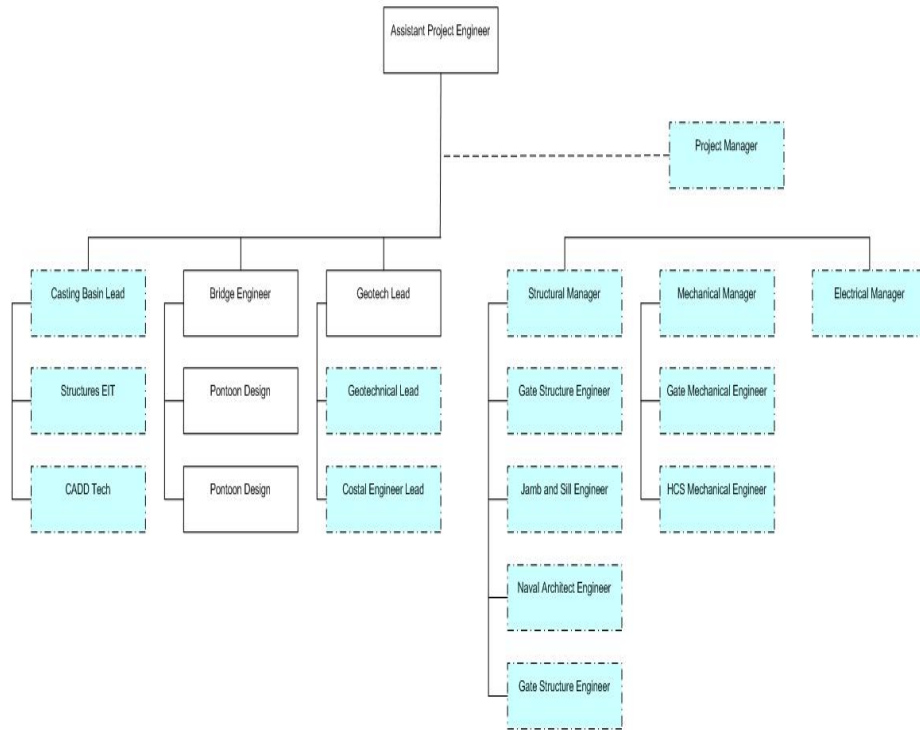 Assistant Project Engineer
Project Manager
Casting Basin Lead
Bridge Engineer
Geotech Lead
Structural Manager
Mechanical Manager
Electrical Manager
Structures EIT
Pontoon Design
Geotechnical Lead
Gate Structure Engineer
Gate Mechanical Engineer
CADD Tech
Pontoon Design
Costal Engineer Lead
Jamb and Sill Engineer
HCS Mechanical Engineer
Naval Architect Engineer
Gate Structure Engineer